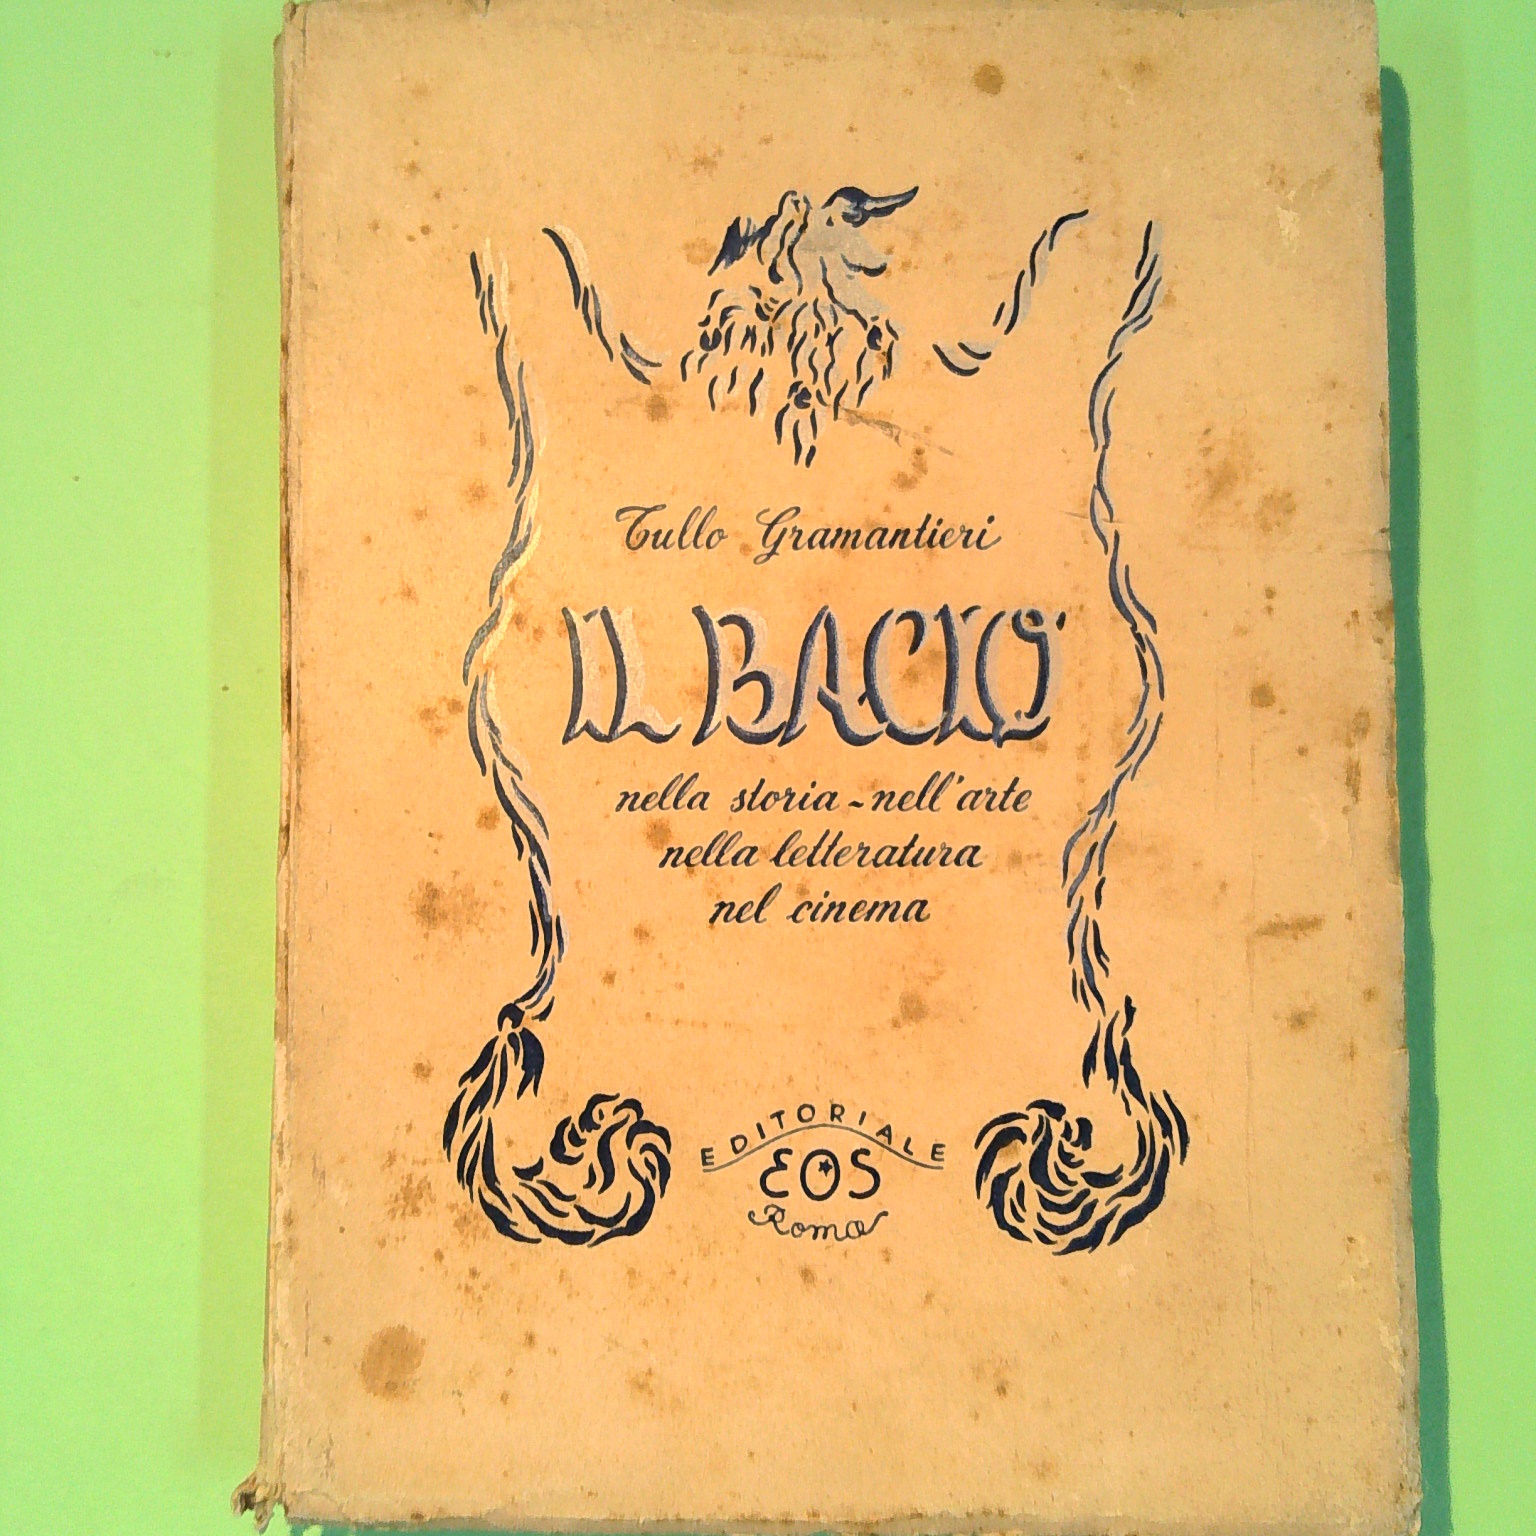 Tullo Gramantieri
IL BACIO
nella storia - nell'arte
nella letteratura
nel cinema
EDITORIALE
EOS
Roma